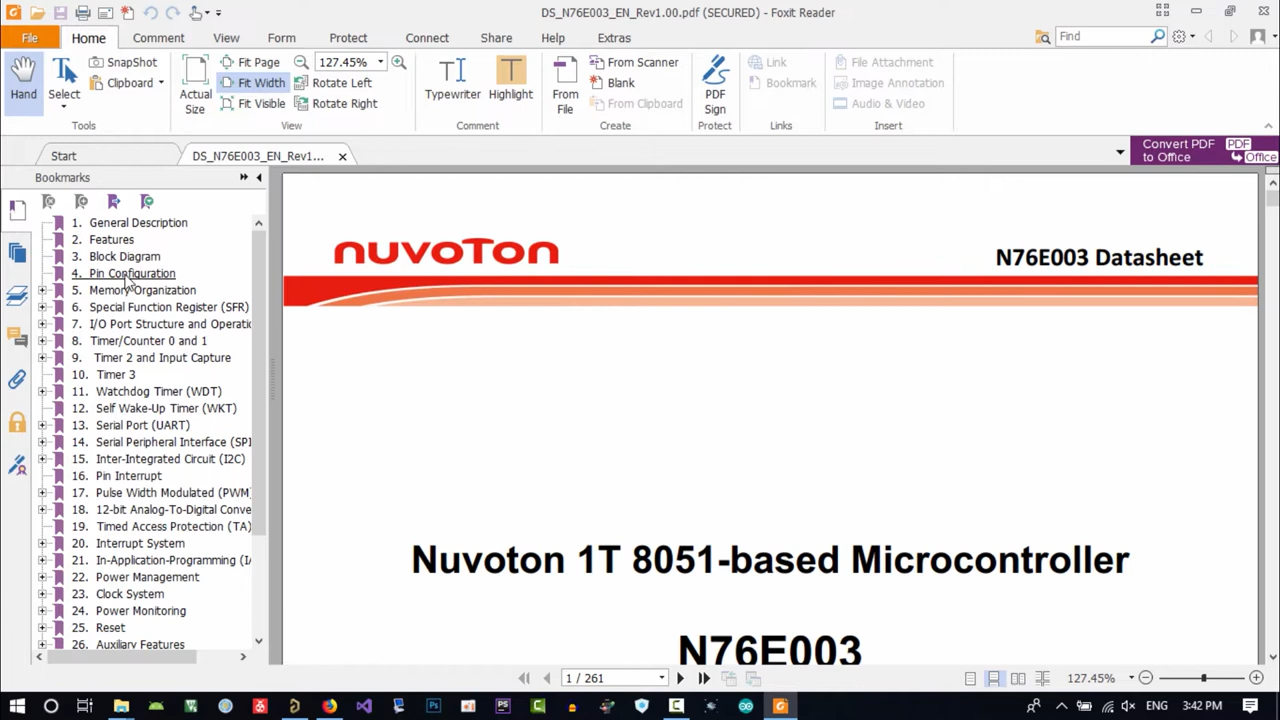 DS_N76E003_EN_Rev1.00.pdf (SECURED) - Foxit Reader
File Home Comment View Form Protect Connect Share Help Extras Find
Hand
Select
SnapShot
Clipboard
Tools
Actual
Size
Fit Page
Fit Width
Fit Visible
127.45%
Rotate Left
Rotate Right
View
Typewriter
Highlight
Comment
From
File
From Scanner
Blank
From Clipboard
Create
PDF
Sign
Protect
Link
Bookmark
Links
File Attachment
Image Annotation
Audio & Video
Insert
Start
DS_N76E003_EN_Rev1...
Convert PDF
to Office
PDF
Office
Bookmarks
1. General Description
2. Features
3. Block Diagram
4. Pin Configuration
5. Memory Organization
6. Special Function Register (SFR)
7. I/O Port Structure and Operatio
8. Timer/Counter 0 and 1
9. Timer 2 and Input Capture
10. Timer 3
11. Watchdog Timer (WDT)
12. Self Wake-Up Timer (WKT)
13. Serial Port (UART)
14. Serial Peripheral Interface (SPI
15. Inter-Integrated Circuit (I2C)
16. Pin Interrupt
17. Pulse Width Modulated (PWM
18. 12-bit Analog-To-Digital Conve
19. Timed Access Protection (TA)
20. Interrupt System
21. In-Application-Programming (IA
22. Power Management
23. Clock System
24. Power Monitoring
25. Reset
26. Auxiliary Features
nuvoTon
N76E003 Datasheet
Nuvoton 1T 8051-based Microcontroller
N76E003
1 / 261
127.45%
ENG 3:42 PM